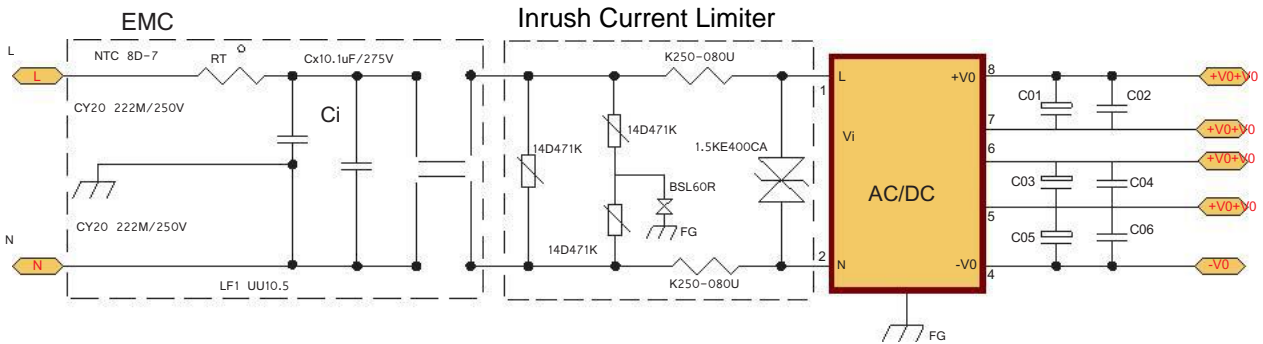 EMC
Inrush Current Limiter
L
NTC 8D-7
RT
Cx10.1uF/275V
K250-080U
L
L
+V0
8
+V0+V0
1
C01
C02
CY20 222M/250V
Ci
7
+V0+V0
14D471K
Vi
14D471K
1.5KE400CA
6
+V0+V0
BSL60R
AC/DC
C03
C04
5
+V0+V0
CY20 222M/250V
FG
C05
C06
N
14D471K
2
N
N
-V0
4
-V0
LF1 UU10.5
K250-080U
FG